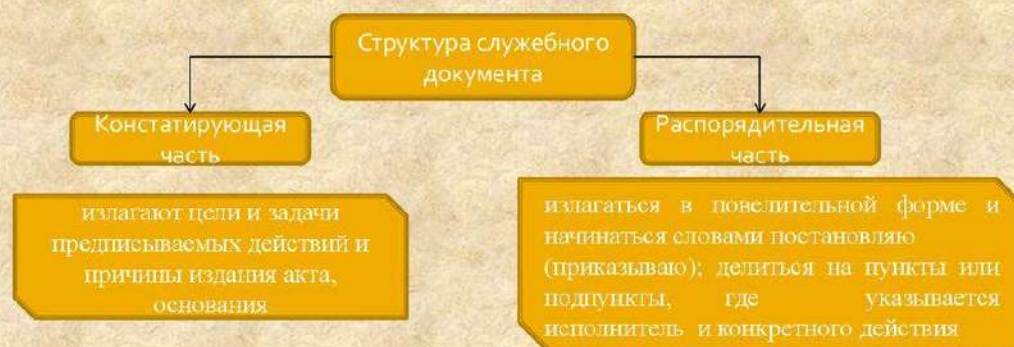 Структура служебного
документа
Констатирующая
часть
Распорядительная
часть
излагают цели и задачи
предписываемых действий и
причины издания акта,
основания
излагаться в повелительной форме и
начинаться словами постановляю
(приказываю); делиться на пункты или
подпункты, где указывается
исполнитель и конкретного действия